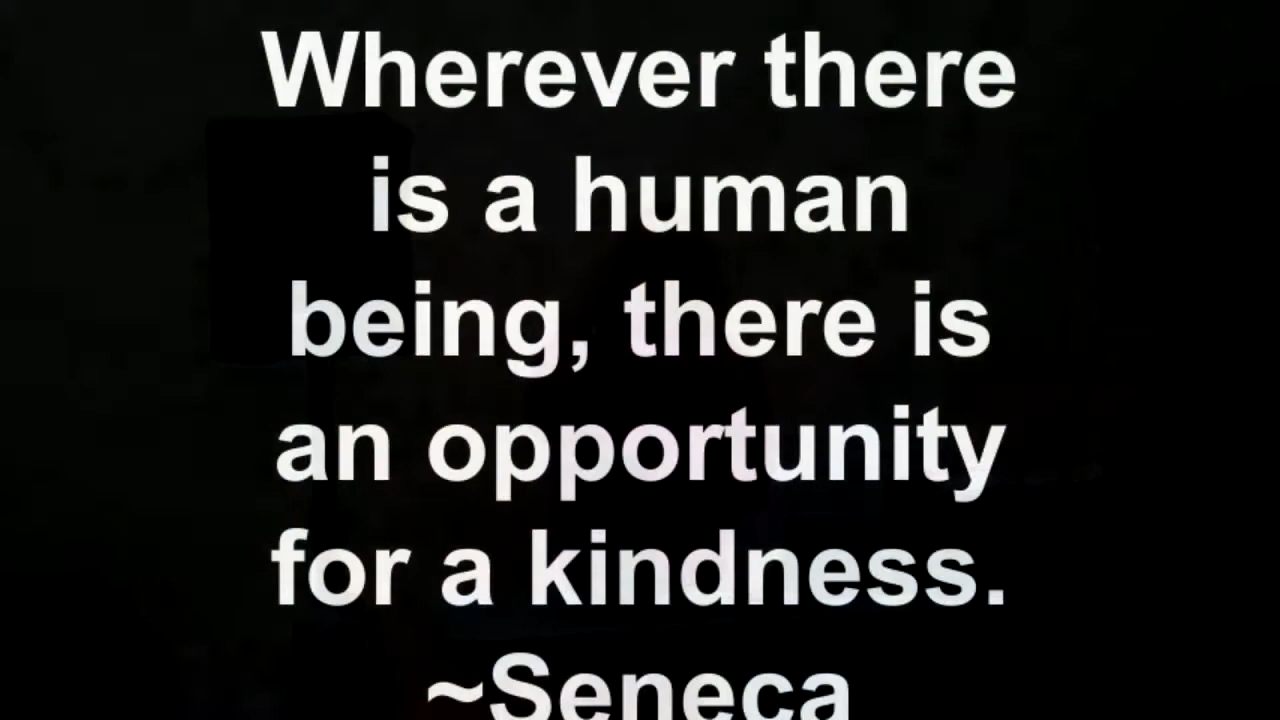 Wherever there
is a human
being, there is
an opportunity
for a kindness.
~Seneca